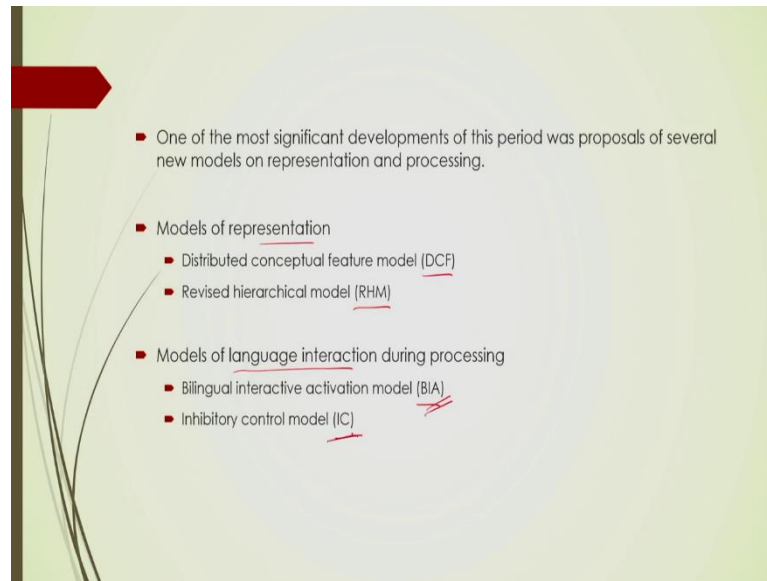 One of the most significant developments of this period was proposals of several
new models on representation and processing.
Models of representation
Distributed conceptual feature model (DCF)
Revised hierarchical model (RHM)
Models of language interaction during processing
Bilingual interactive activation model (BIA)
Inhibitory control model (IC)